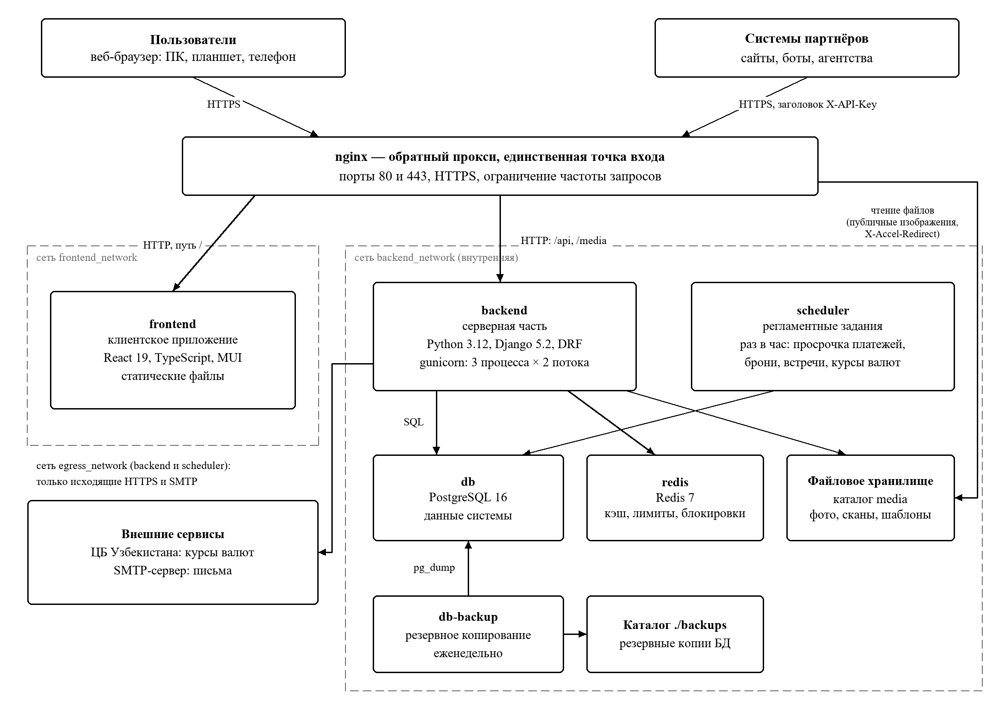 Пользователи
веб-браузер: ПК, планшет, телефон
Системы партнёров
сайты, боты, агентства
HTTPS
HTTPS, заголовок X-API-Key
nginx — обратный прокси, единственная точка входа
порты 80 и 443, HTTPS, ограничение частоты запросов
чтение файлов
(публичные изображения,
X-Accel-Redirect)
HTTP, путь /
HTTP: /api, /media
сеть frontend_network
сеть backend_network (внутренняя)
frontend
клиентское приложение
React 19, TypeScript, MUI
статические файлы
backend
серверная часть
Python 3.12, Django 5.2, DRF
gunicorn: 3 процесса × 2 потока
scheduler
регламентные задания
раз в час: просрочка платежей,
брони, встречи, курсы валют
SQL
сеть egress_network (backend и scheduler):
только исходящие HTTPS и SMTP
db
PostgreSQL 16
данные системы
redis
Redis 7
кэш, лимиты, блокировки
Файловое хранилище
каталог media
фото, сканы, шаблоны
Внешние сервисы
ЦБ Узбекистана: курсы валют
SMTP-сервер: письма
pg_dump
db-backup
резервное копирование
еженедельно
Каталог ./backups
резервные копии БД